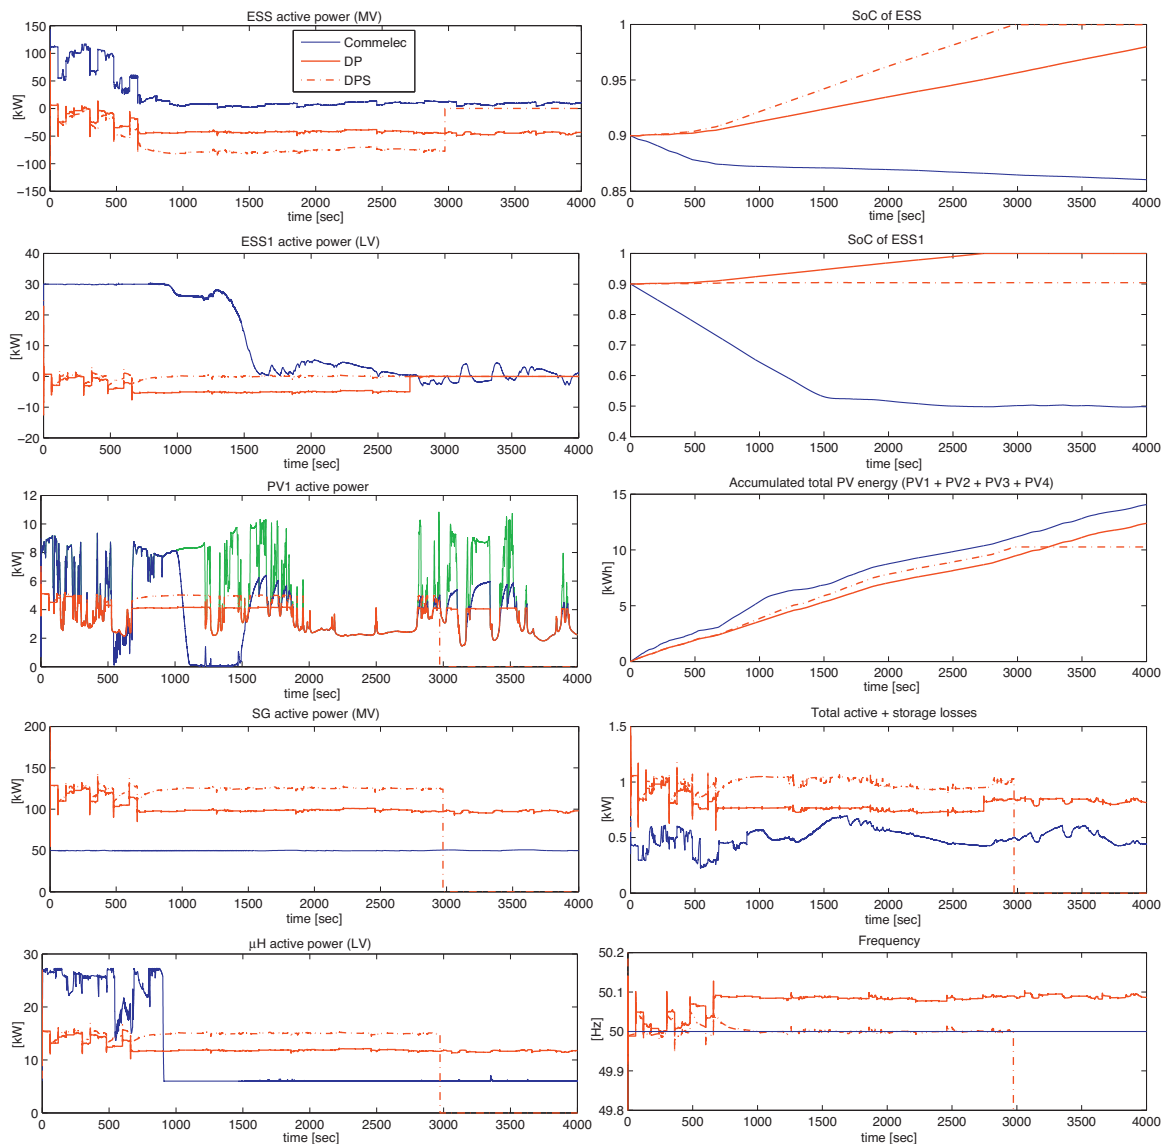 ESS active power (MV)
150
100
50
0
−50
−100
−150
[kW]
Commelec
DP
DPS
0 500 1000 1500 2000 2500 3000 3500 4000
time [sec]
SoC of ESS
1
0.95
0.9
0.85
0 500 1000 1500 2000 2500 3000 3500 4000
time [sec]
ESS1 active power (LV)
40
30
20
10
0
−10
−20
[kW]
0 500 1000 1500 2000 2500 3000 3500 4000
time [sec]
SoC of ESS1
1
0.9
0.8
0.7
0.6
0.5
0.4
0 500 1000 1500 2000 2500 3000 3500 4000
time [sec]
PV1 active power
12
10
8
6
4
2
0
[kW]
0 500 1000 1500 2000 2500 3000 3500 4000
time [sec]
Accumulated total PV energy (PV1 + PV2 + PV3 + PV4)
15
10
5
0
[kWh]
0 500 1000 1500 2000 2500 3000 3500 4000
time [sec]
SG active power (MV)
200
150
100
50
0
[kW]
0 500 1000 1500 2000 2500 3000 3500 4000
time [sec]
Total active + storage losses
1.5
1
0.5
0
[kW]
0 500 1000 1500 2000 2500 3000 3500 4000
time [sec]
μH active power (LV)
30
20
10
0
[kW]
0 500 1000 1500 2000 2500 3000 3500 4000
time [sec]
Frequency
50.2
50.1
50
49.9
49.8
[Hz]
0 500 1000 1500 2000 2500 3000 3500 4000
time [sec]